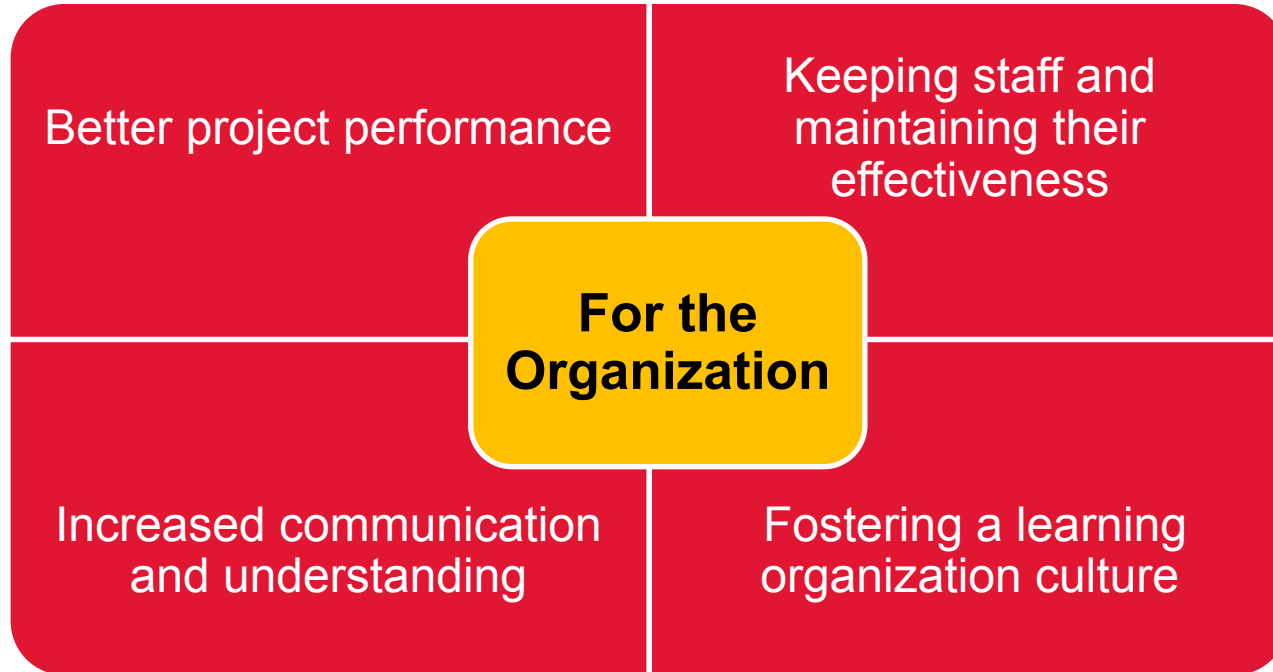 Better project performance
Keeping staff and
maintaining their
effectiveness
For the
Organization
Increased communication
and understanding
Fostering a learning
organization culture